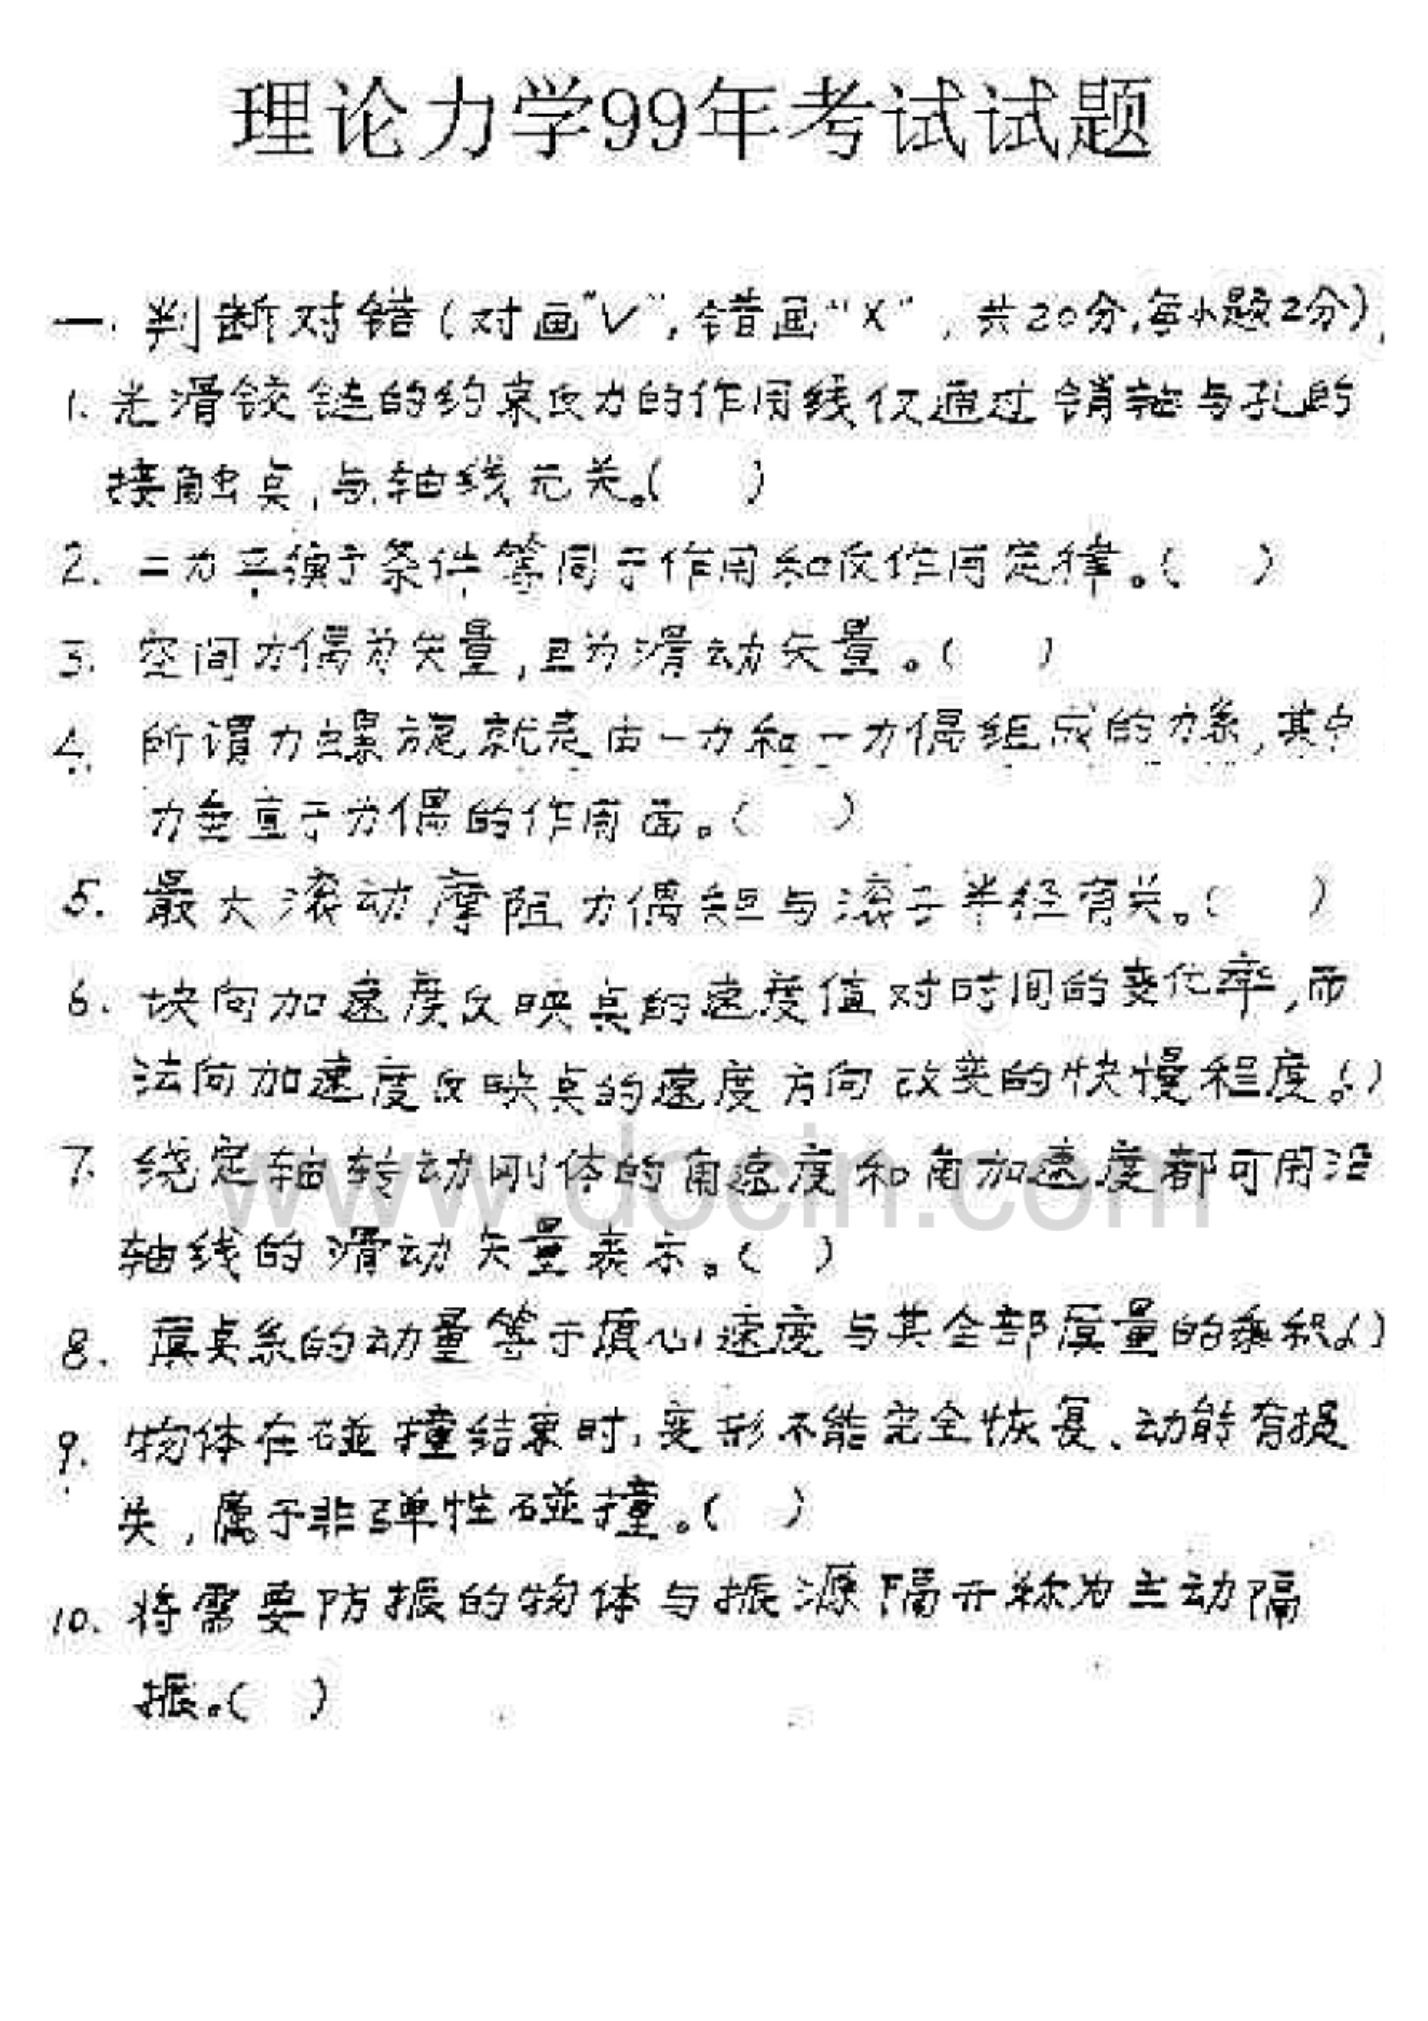 理论力学99年考试试题
一. 判断对错(对画"√",错画"×",共20分,每小题2分).
1. 光滑铰链的约束反力的作用线仅通过销轴与孔的
接触点,与轴线无关。( )
2. 二力平衡条件等同于作用和反作用定律。( )
3. 空间力偶为矢量,且为滑动矢量。( )
4. 所谓力螺旋就是由一力和一力偶组成的力系,其中
力垂直于力偶的作用面。( )
5. 最大滚动摩阻力偶矩与滚子半径有关。( )
6. 切向加速度反映点的速度值对时间的变化率,而
法向加速度反映点的速度方向改变的快慢程度。( )
7. 绕定轴转动刚体的角速度和角加速度都可用沿
轴线的滑动矢量表示。( )
www.docin.com
8. 质点系的动量等于质心速度与其全部质量的乘积( )
9. 物体在碰撞结束时,变形不能完全恢复、动能有损
失,属于非弹性碰撞。( )
10. 将需要防振的物体与振源隔开称为主动隔
振。( )